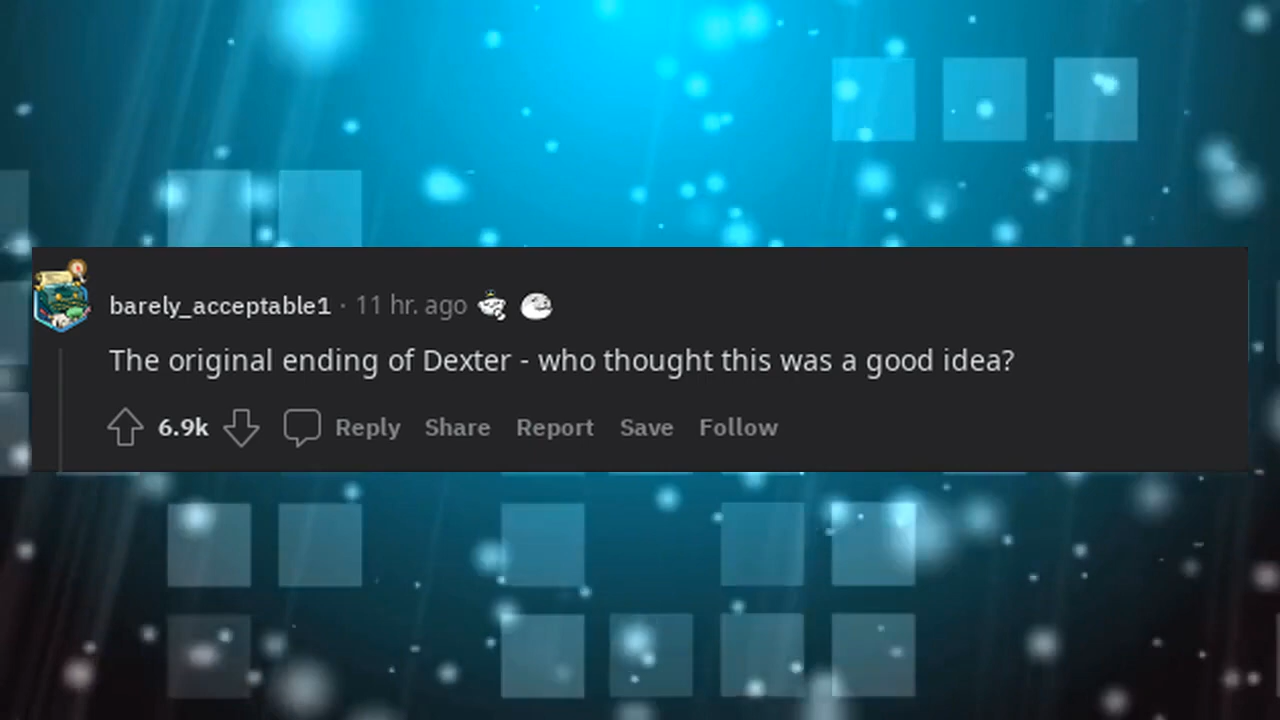 barely_acceptable1 · 11 hr. ago
The original ending of Dexter - who thought this was a good idea?
6.9k Reply Share Report Save Follow